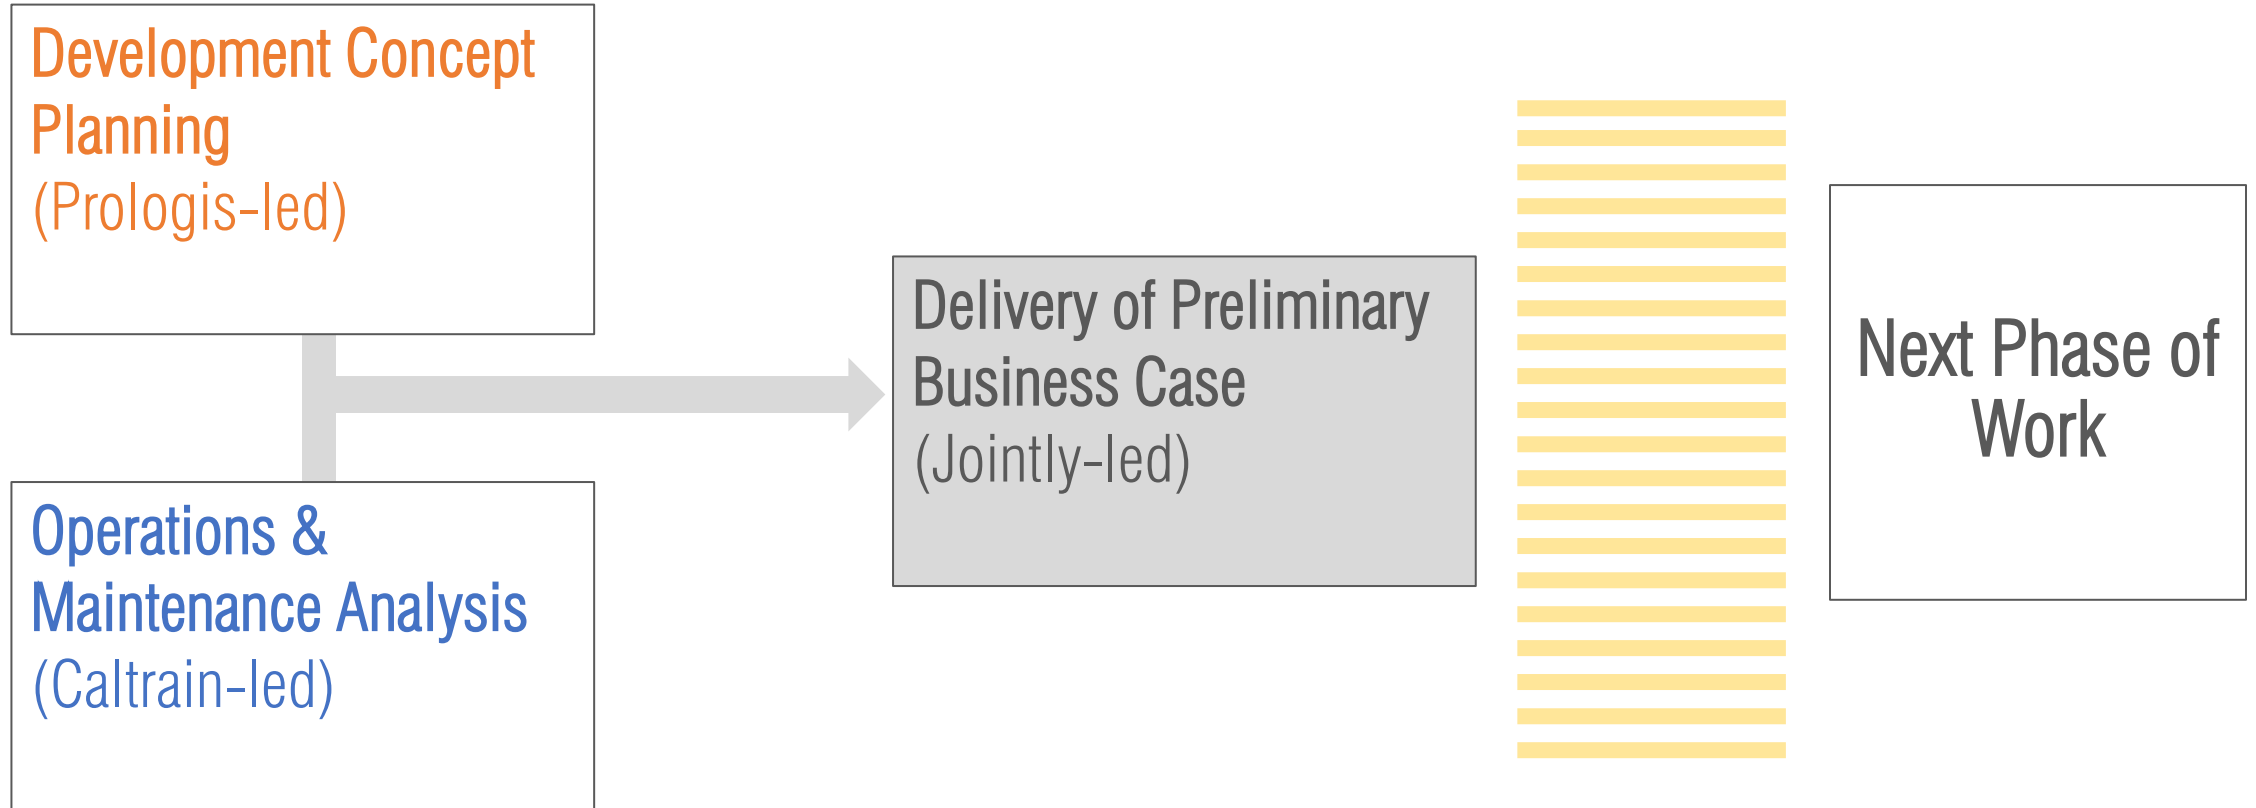 Development Concept
Planning
(Prologis-led)
Operations &
Maintenance Analysis
(Caltrain-led)
Delivery of Preliminary
Business Case
(Jointly-led)
Next Phase of
Work